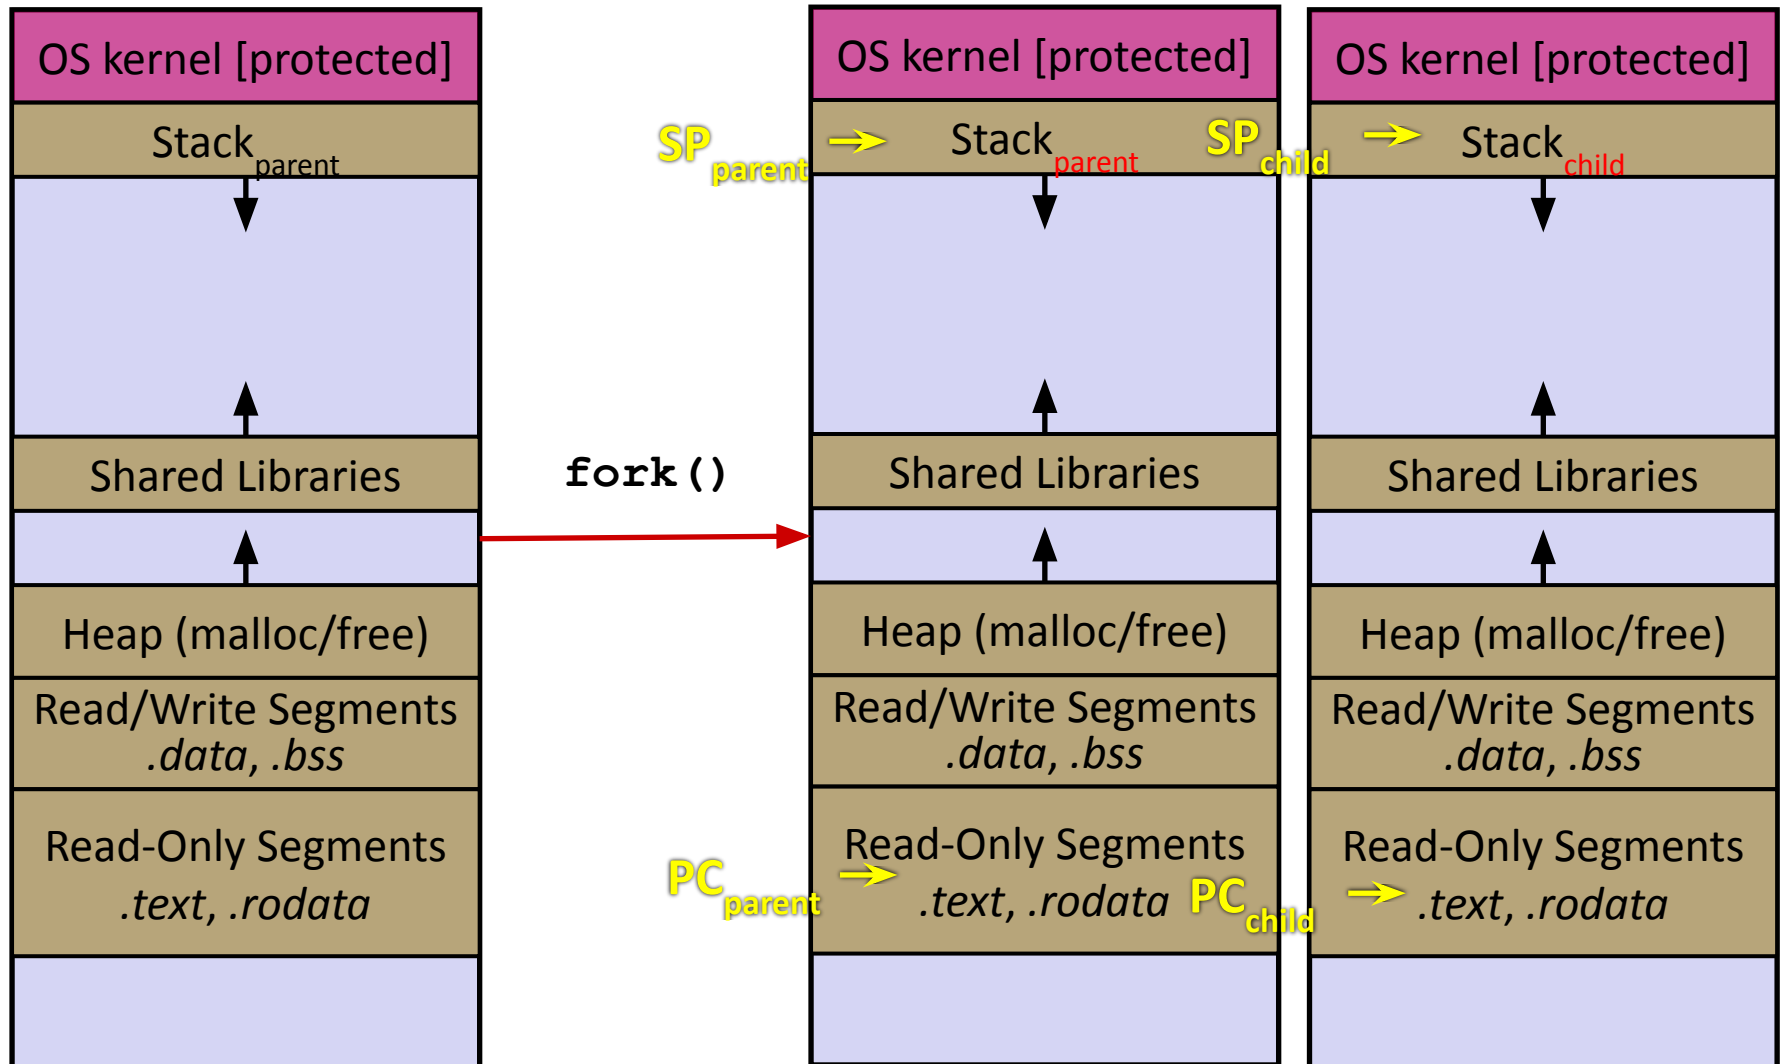 OS kernel [protected]
Stack parent
Shared Libraries
Heap (malloc/free)
Read/Write Segments
.data, .bss
Read-Only Segments
.text, .rodata
fork()
OS kernel [protected]
SP parent
Stack parent
Shared Libraries
Heap (malloc/free)
Read/Write Segments
.data, .bss
Read-Only Segments
PC parent
.text, .rodata
OS kernel [protected]
SP child
Stack child
Shared Libraries
Heap (malloc/free)
Read/Write Segments
.data, .bss
Read-Only Segments
PC child
.text, .rodata